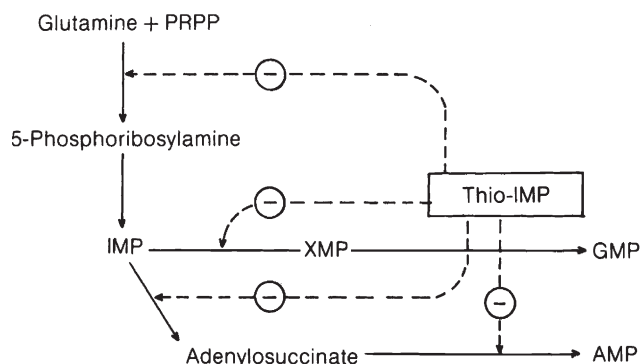 Glutamine + PRPP
−
5-Phosphoribosylamine
Thio-IMP
−
IMP
XMP
GMP
−
−
Adenylosuccinate
AMP